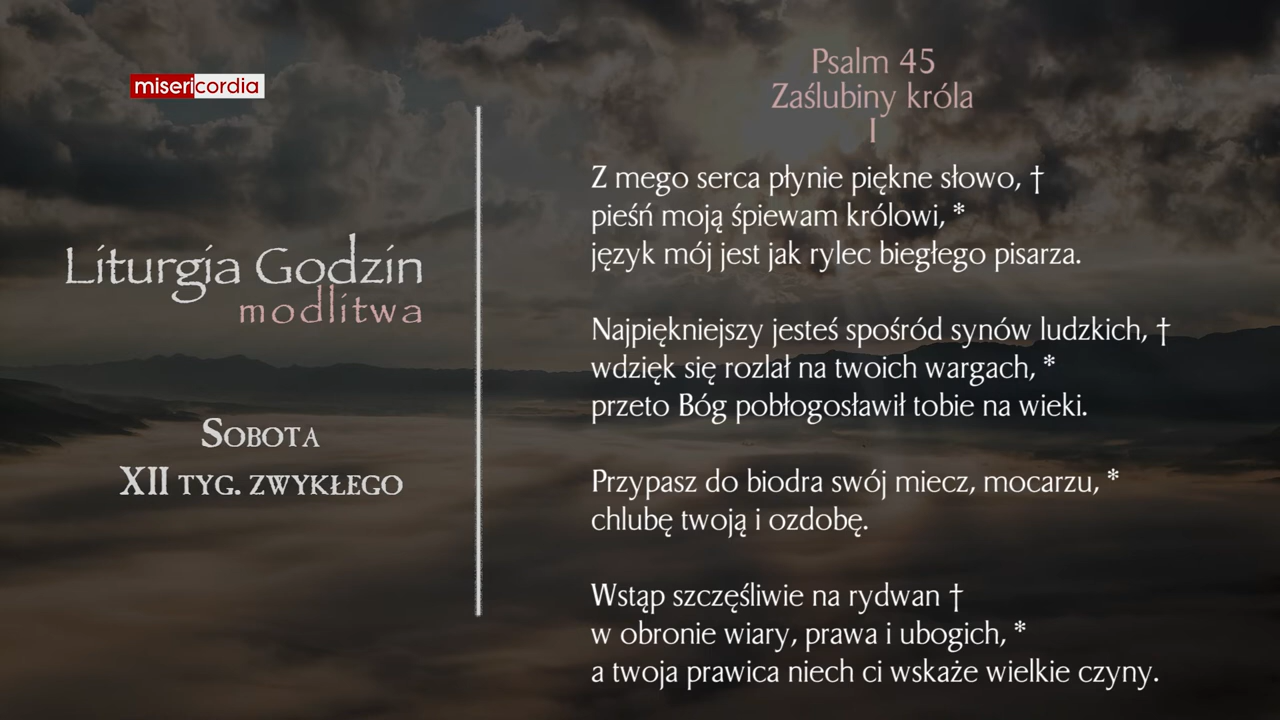 misericordia
Liturgia Godzin
modlitwa
Sobota
XII tyg. zwykłego
Psalm 45
Zaślubiny króla
I
Z mego serca płynie piękne słowo, †
pieśń moją śpiewam królowi, *
język mój jest jak rylec biegłego pisarza.
Najpiękniejszy jesteś spośród synów ludzkich, †
wdzięk się rozlał na twoich wargach, *
przeto Bóg pobłogosławił tobie na wieki.
Przypasz do biodra swój miecz, mocarzu, *
chlubę twoją i ozdobę.
Wstąp szczęśliwie na rydwan †
w obronie wiary, prawa i ubogich, *
a twoja prawica niech ci wskaże wielkie czyny.